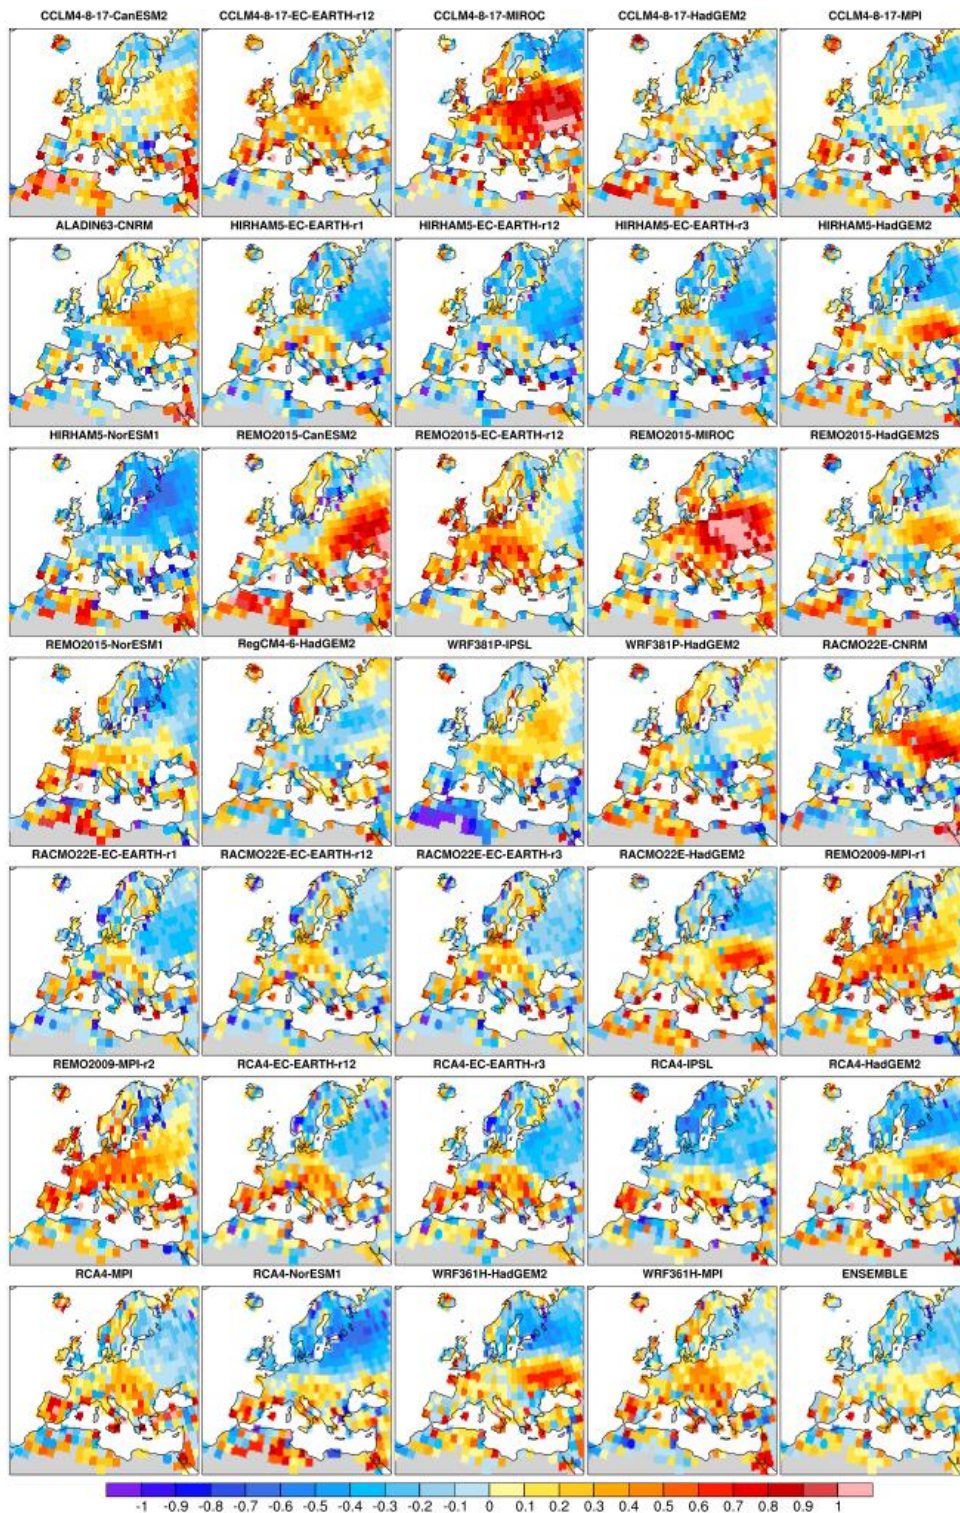 CCLM4-8-17-CanESM2 CCLM4-8-17-EC-EARTH-r12 CCLM4-8-17-MIROC CCLM4-8-17-HadGEM2 CCLM4-8-17-MPI
ALADIN63-CNRM HIRHAM5-EC-EARTH-r1 HIRHAM5-EC-EARTH-r12 HIRHAM5-EC-EARTH-r3 HIRHAM5-HadGEM2
HIRHAM5-NorESM1 REMO2015-CanESM2 REMO2015-EC-EARTH-r12 REMO2015-MIROC REMO2015-HadGEM2S
REMO2015-NorESM1 RegCM4-6-HadGEM2 WRF381P-IPSL WRF381P-HadGEM2 RACMO22E-CNRM
RACMO22E-EC-EARTH-r1 RACMO22E-EC-EARTH-r12 RACMO22E-EC-EARTH-r3 RACMO22E-HadGEM2 REMO2009-MPI-r1
REMO2009-MPI-r2 RCA4-EC-EARTH-r12 RCA4-EC-EARTH-r3 RCA4-IPSL RCA4-HadGEM2
RCA4-MPI RCA4-NorESM1 WRF361H-HadGEM2 WRF361H-MPI ENSEMBLE
-1 -0.9 -0.8 -0.7 -0.6 -0.5 -0.4 -0.3 -0.2 -0.1 0 0.1 0.2 0.3 0.4 0.5 0.6 0.7 0.8 0.9 1